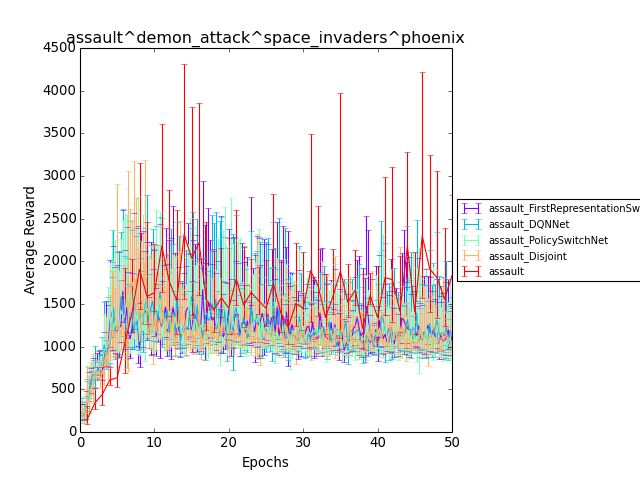 assault^demon_attack^space_invaders^phoenix
4500
4000
3500
3000
2500
2000
1500
1000
500
0
Average Reward
0 10 20 30 40 50
Epochs
assault_FirstRepresentationSw
assault_DQNNet
assault_PolicySwitchNet
assault_Disjoint
assault